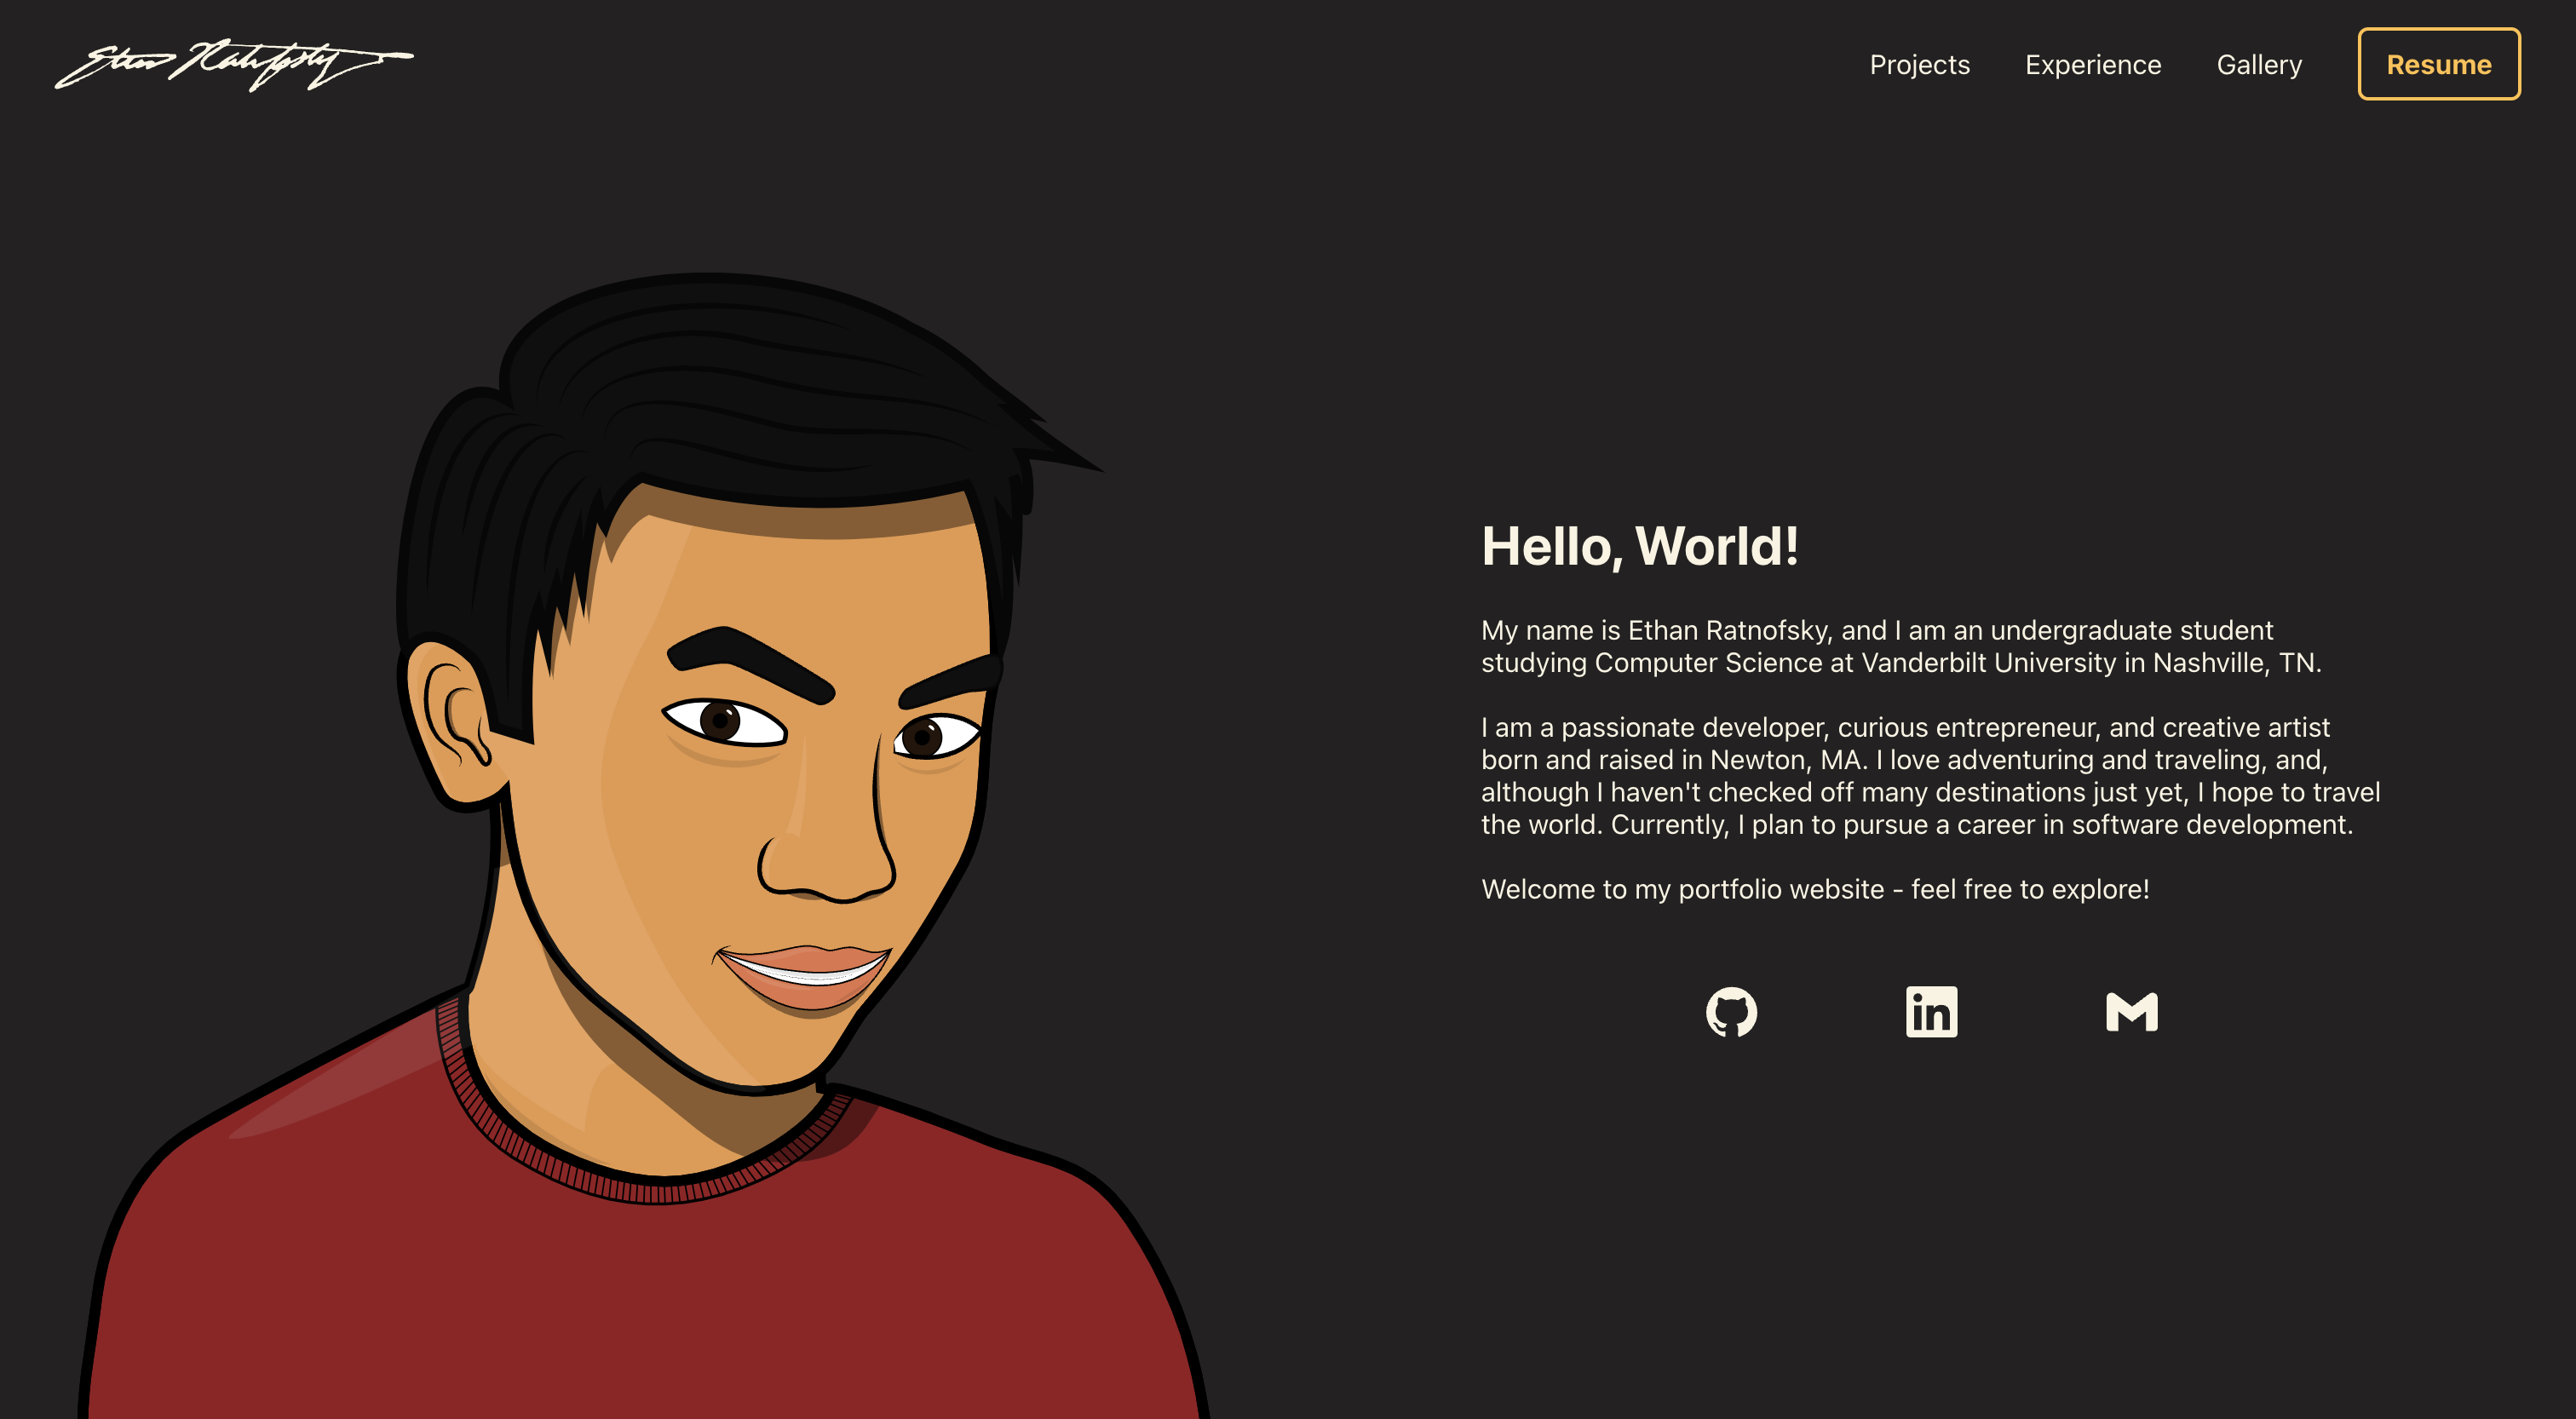 Ethan Ratnofsky
Projects
Experience
Gallery
Resume
Hello, World!
My name is Ethan Ratnofsky, and I am an undergraduate student
studying Computer Science at Vanderbilt University in Nashville, TN.
I am a passionate developer, curious entrepreneur, and creative artist
born and raised in Newton, MA. I love adventuring and traveling, and,
although I haven't checked off many destinations just yet, I hope to travel
the world. Currently, I plan to pursue a career in software development.
Welcome to my portfolio website - feel free to explore!
in